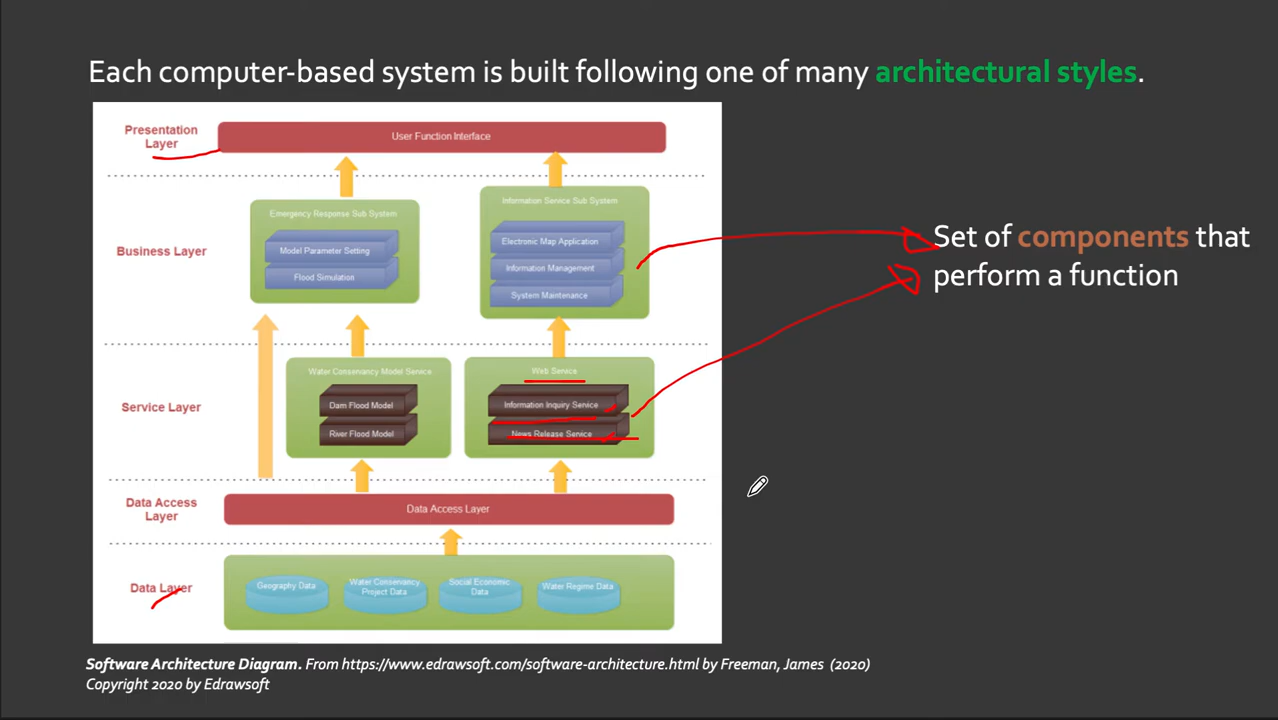 Each computer-based system is built following one of many architectural styles.
Presentation
Layer
User Function Interface
Business Layer
Emergency Response Sub System
Model Parameter Setting
Flood Simulation
Information Service Sub System
Electronic Map Application
Information Management
System Maintenance
Set of components that
perform a function
Service Layer
Water Conservancy Model Service
Dam Flood Model
River Flood Model
Web Service
Information Inquiry Service
News Release Service
Data Access
Layer
Data Access Layer
Data Layer
Geography Data
Water Conservancy
Project Data
Social Economic
Data
Water Regime Data
Software Architecture Diagram. From https://www.edrawsoft.com/software-architecture.html by Freeman, James (2020)
Copyright 2020 by Edrawsoft